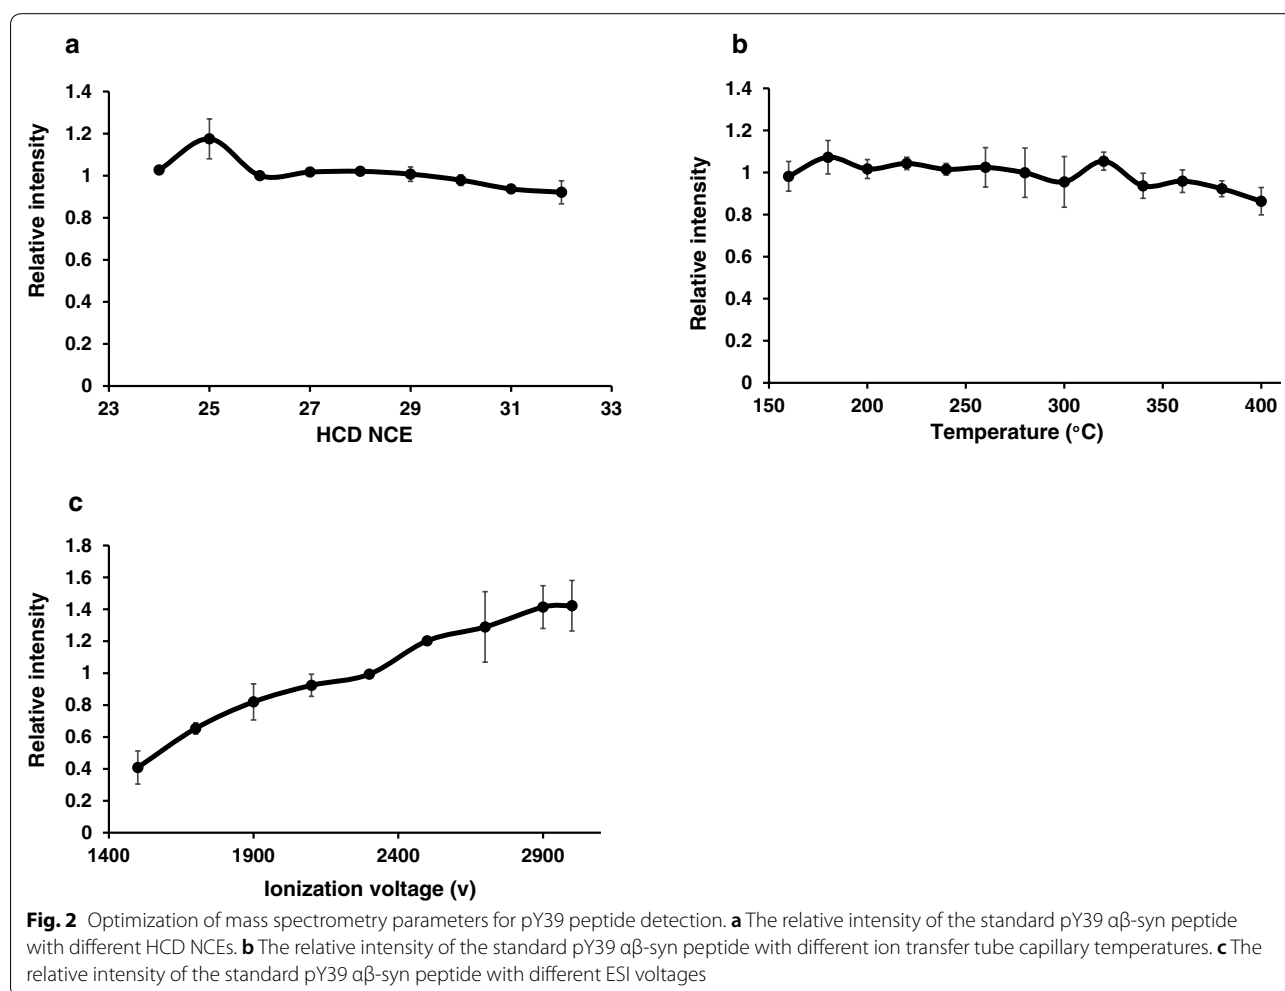 a
1.4
1.2
1
0.8
0.6
0.4
0.2
0
23 25 27 29 31 33
HCD NCE
Relative intensity
b
1.4
1.2
1
0.8
0.6
0.4
0.2
0
150 200 250 300 350 400
Temperature (°C)
Relative intensity
c
1.8
1.6
1.4
1.2
1
0.8
0.6
0.4
0.2
0
1400 1900 2400 2900
Ionization voltage (v)
Relative intensity
Fig. 2 Optimization of mass spectrometry parameters for pY39 peptide detection. a The relative intensity of the standard pY39 αβ-syn peptide
with different HCD NCEs. b The relative intensity of the standard pY39 αβ-syn peptide with different ion transfer tube capillary temperatures. c The
relative intensity of the standard pY39 αβ-syn peptide with different ESI voltages